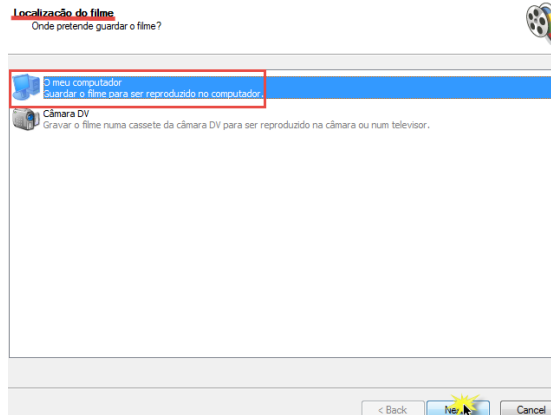 Localização do filme
Onde pretende guardar o filme?
O meu computador
Guardar o filme para ser reproduzido no computador.
Câmara DV
Gravar o filme numa cassete da câmara DV para ser reproduzido na câmara ou num televisor.
< Back
Cancel